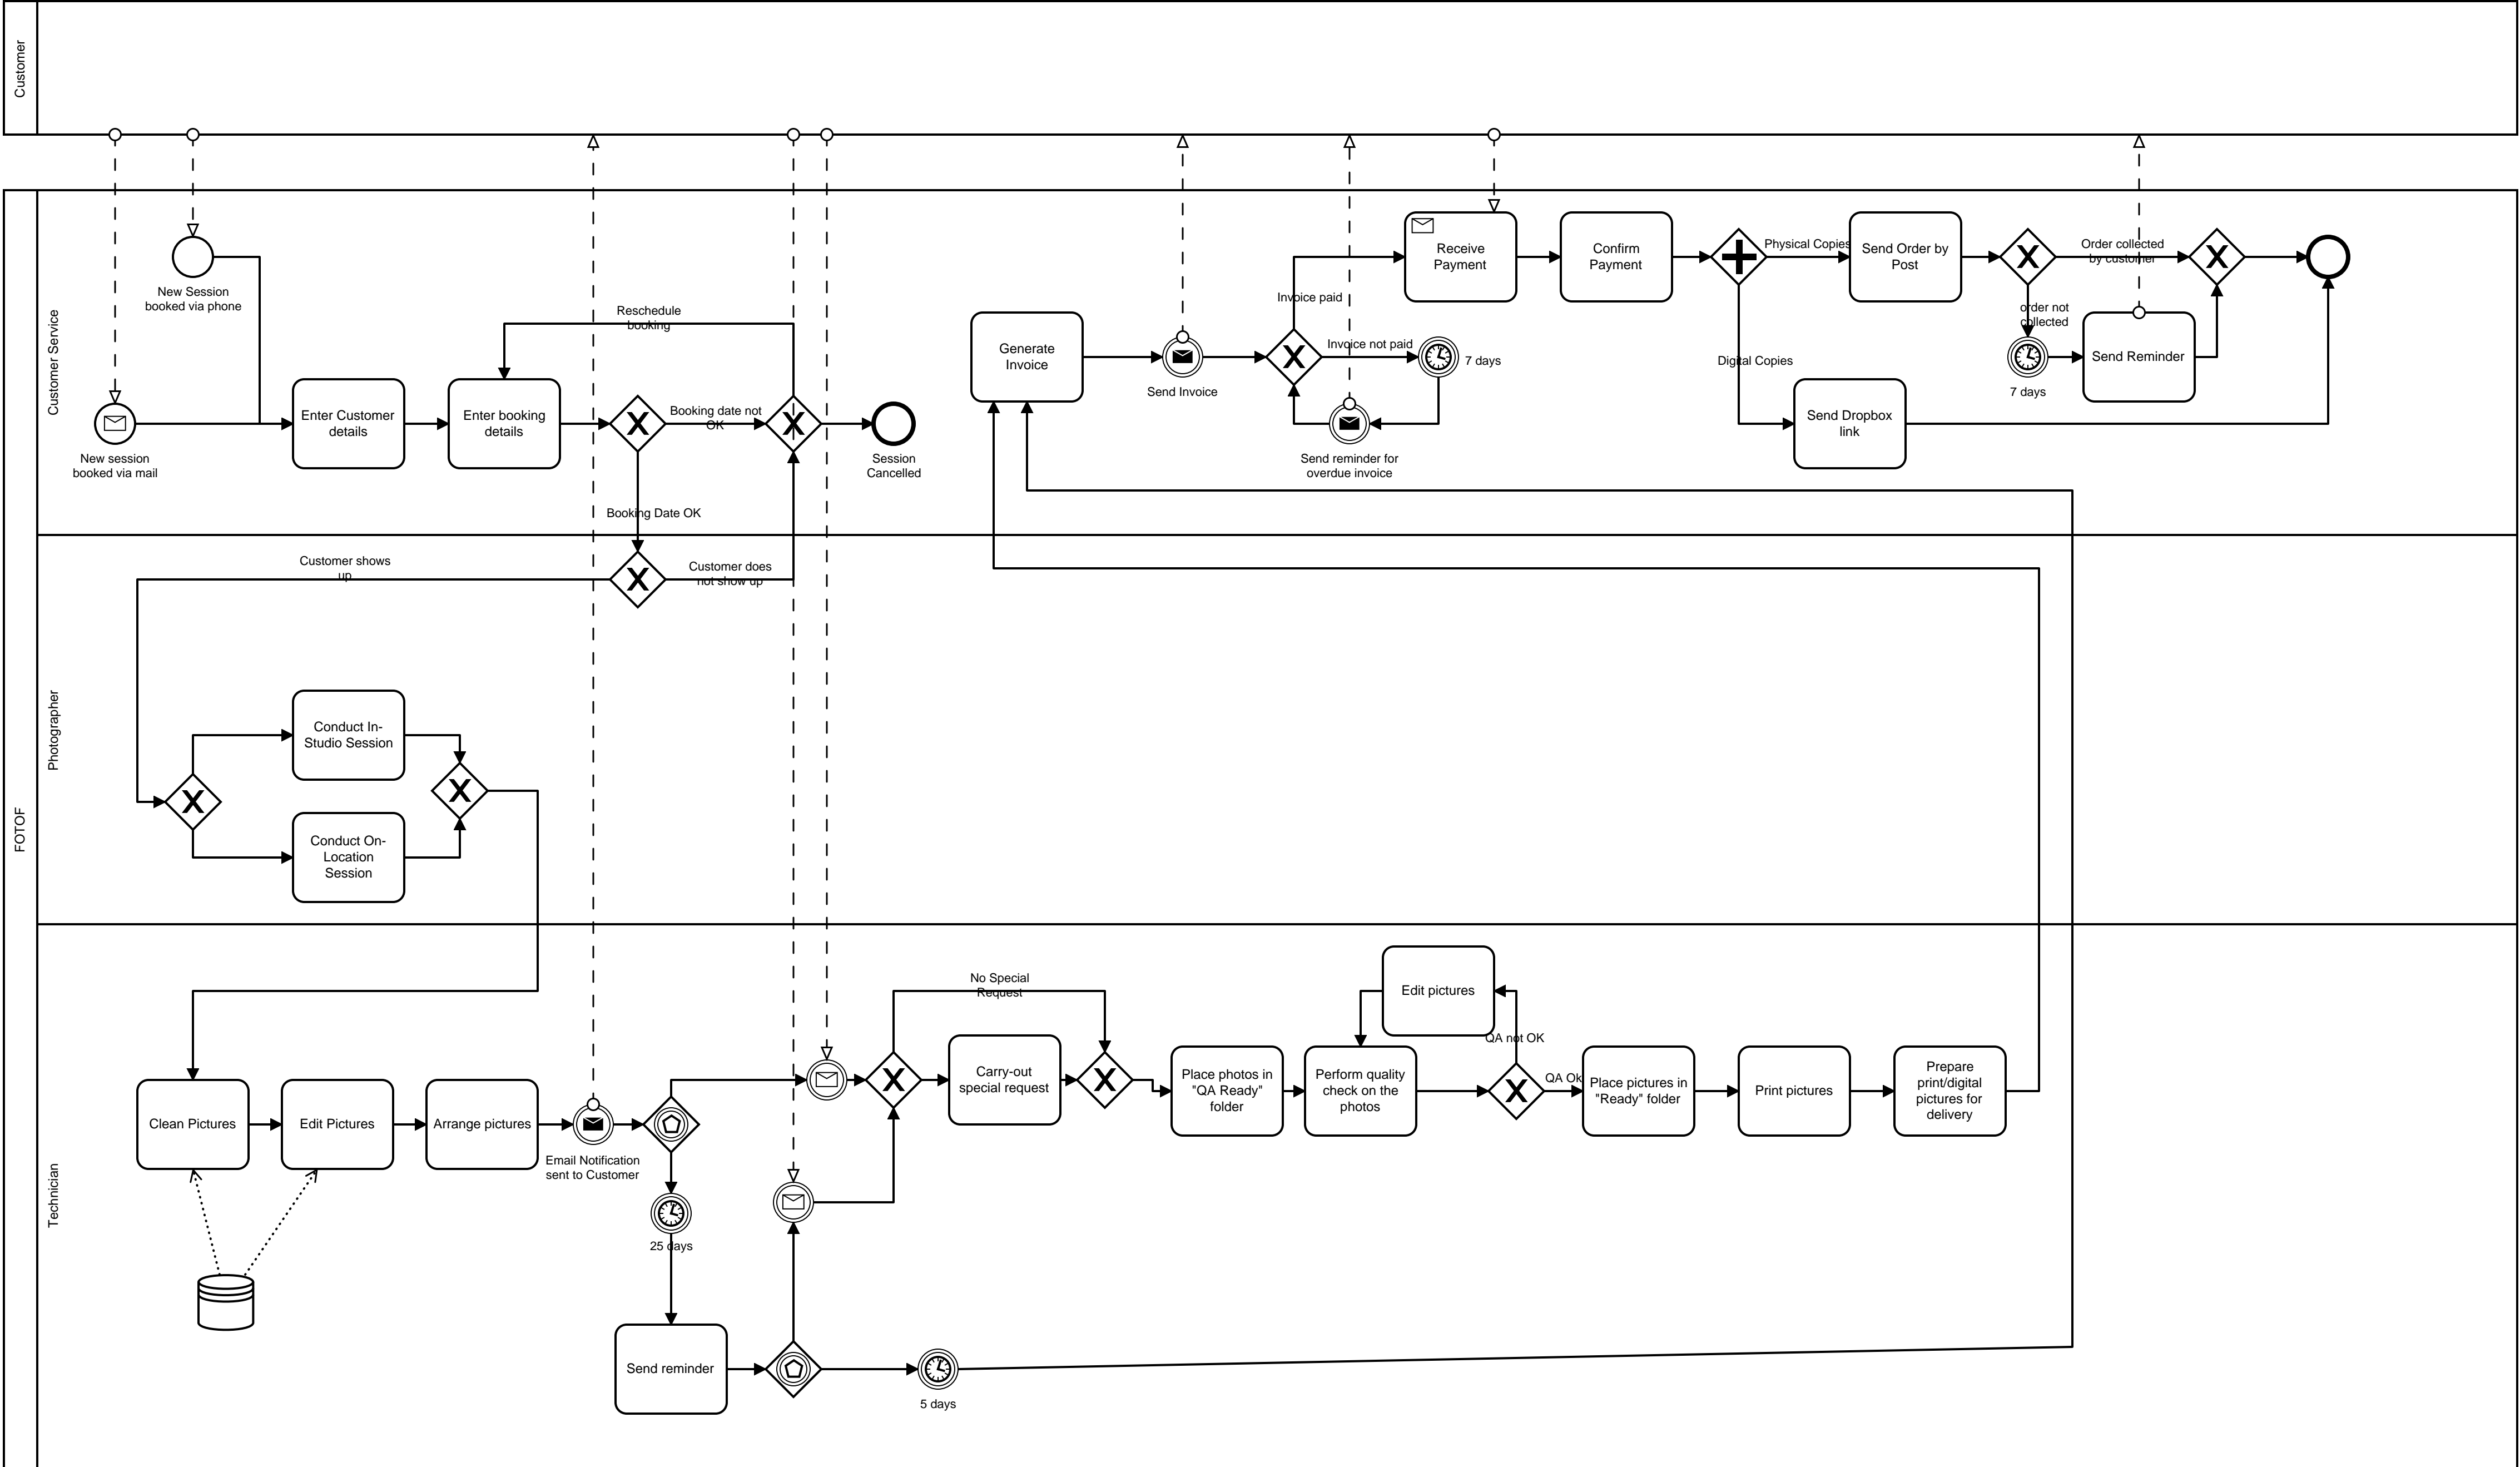 Customer
FOTOF
Customer Service
New Session
booked via phone
New session
booked via mail
Enter Customer
details
Enter booking
details
Reschedule
booking
Booking date not
OK
Booking Date OK
Session
Cancelled
Generate
Invoice
Send Invoice
Invoice paid
Invoice not paid
7 days
Send reminder for
overdue invoice
Receive
Payment
Confirm
Payment
Physical Copies
Digital Copies
Send Order by
Post
Send Dropbox
link
Order collected
by customer
order not
collected
7 days
Send Reminder
Photographer
Customer shows
up
Customer does
not show up
Conduct In-
Studio Session
Conduct On-
Location
Session
Technician
Clean Pictures
Edit Pictures
Arrange pictures
Email Notification
sent to Customer
25 days
Send reminder
5 days
No Special
Request
Carry-out
special request
Place photos in
"QA Ready"
folder
Perform quality
check on the
photos
Edit pictures
QA not OK
QA Ok
Place pictures in
"Ready" folder
Print pictures
Prepare
print/digital
pictures for
delivery